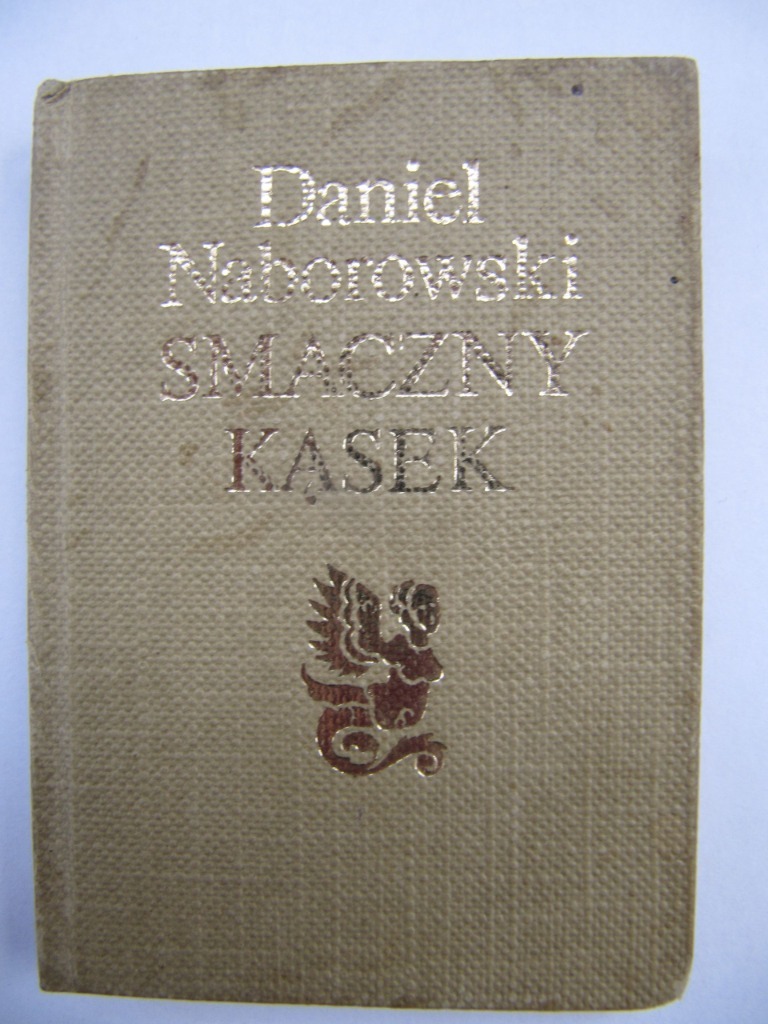 Daniel
Naborowski
SMACZNY
KĄSEK